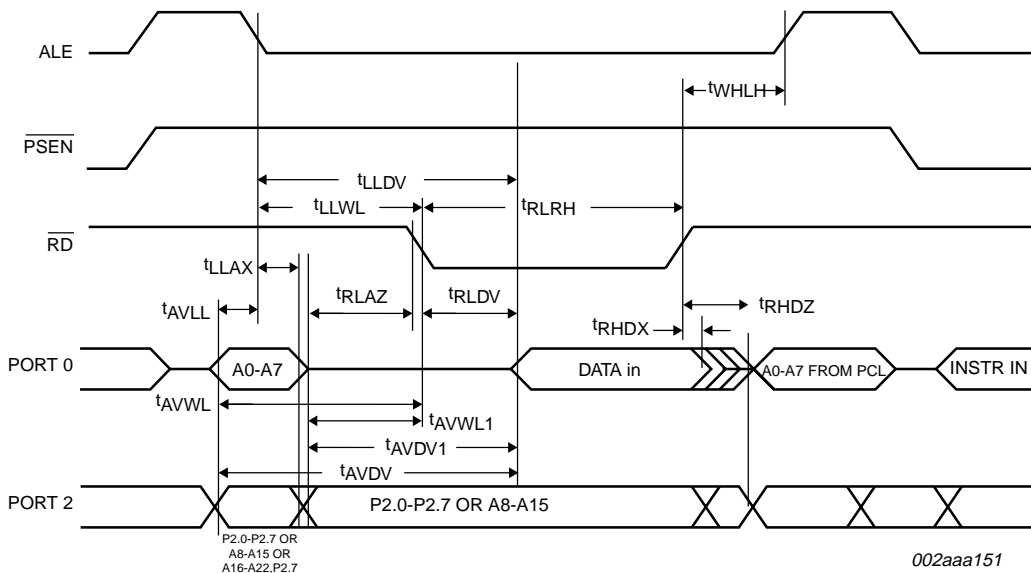 ALE
tWHLH
PSEN
tLLDV
tLLWL
tRLRH
RD
tLLAX
tRLAZ
tRLDV
tRHDZ
tAVLL
tRHDX
PORT 0
A0-A7
DATA in
A0-A7 FROM PCL
INSTR IN
tAVWL
tAVWL1
tAVDV1
tAVDV
PORT 2
P2.0-P2.7 OR A8-A15
P2.0-P2.7 OR
A8-A15 OR
A16-A22,P2.7
002aaa151